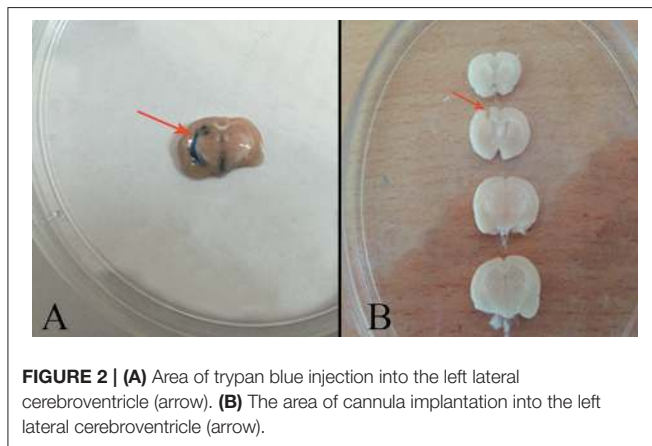 A
B
FIGURE 2 | (A) Area of trypan blue injection into the left lateral
cerebroventricle (arrow). (B) The area of cannula implantation into the left
lateral cerebroventricle (arrow).